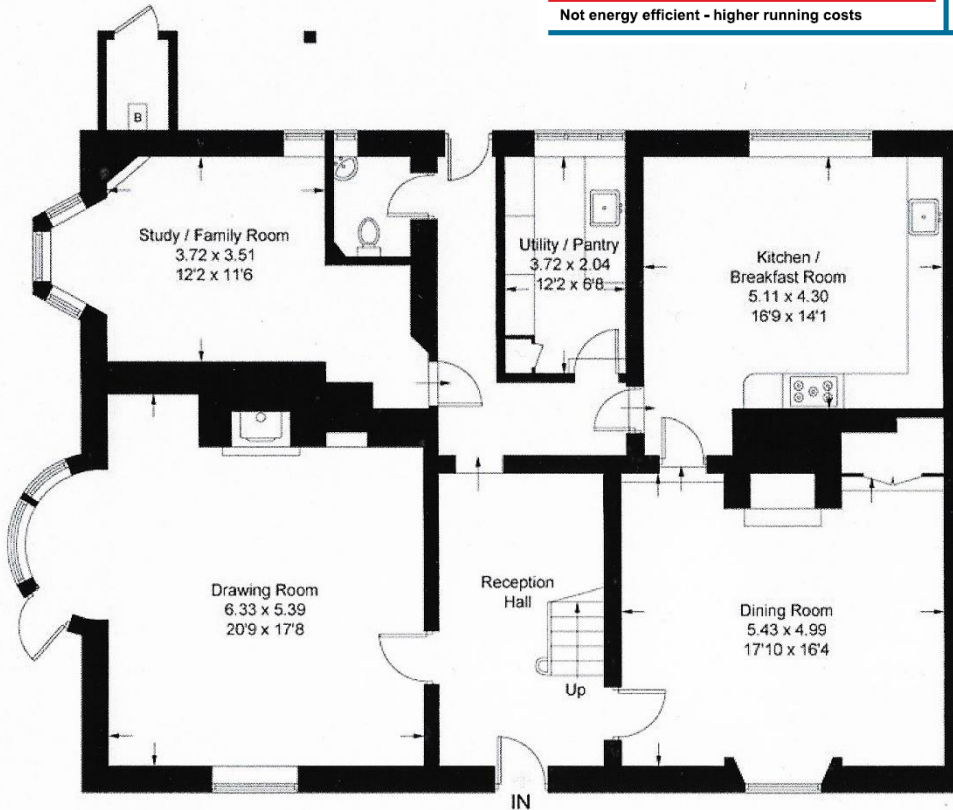 Not energy efficient - higher running costs
B
Study / Family Room
3.72 x 3.51
12'2 x 11'6
Utility / Pantry
3.72 x 2.04
12'2 x 6'8
Kitchen /
Breakfast Room
5.11 x 4.30
16'9 x 14'1
Drawing Room
6.33 x 5.39
20'9 x 17'8
Reception
Hall
Up
Dining Room
5.43 x 4.99
17'10 x 16'4
IN